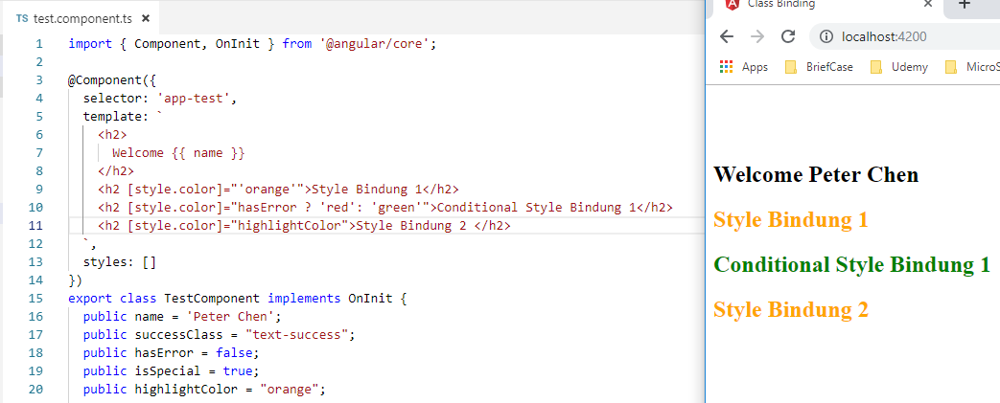 TS test.component.ts ×
1 import { Component, OnInit } from '@angular/core';
2
3 @Component({
4 selector: 'app-test',
5 template: `
6 <h2>
7 Welcome {{ name }}
8 </h2>
9 <h2 [style.color]="'orange'">Style Bindung 1</h2>
10 <h2 [style.color]="hasError ? 'red': 'green'">Conditional Style Bindung 1</h2>
11 <h2 [style.color]="highlightColor">Style Bindung 2 </h2>
12 `,
13 styles: []
14 })
15 export class TestComponent implements OnInit {
16 public name = 'Peter Chen';
17 public successClass = "text-success";
18 public hasError = false;
19 public isSpecial = true;
20 public highlightColor = "orange";
Class Binding
localhost:4200
Apps BriefCase Udemy MicroS
Welcome Peter Chen
Style Bindung 1
Conditional Style Bindung 1
Style Bindung 2